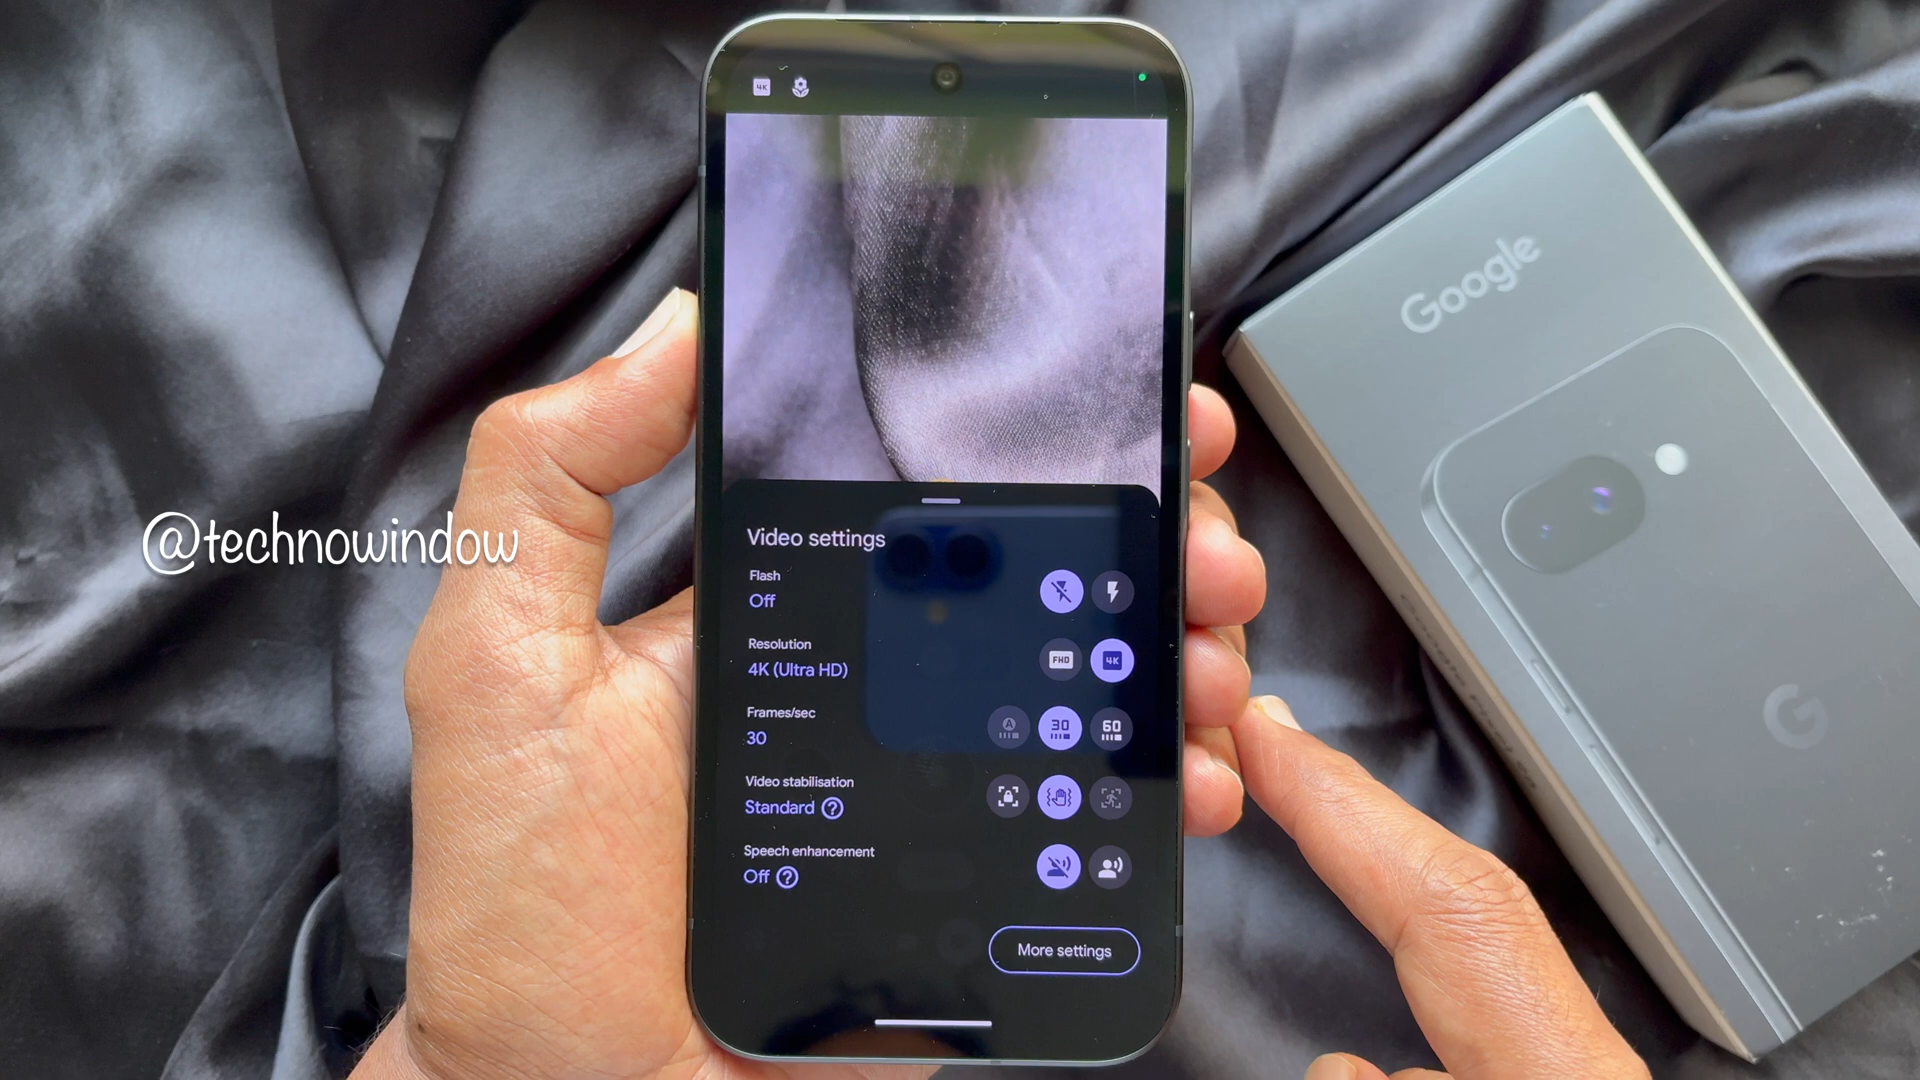 4K
Google
@technowindow
Video settings
Flash
Off
Resolution
4K (Ultra HD)
FHD
4K
Frames/sec
30
A
30
60
Video stabilisation
Standard ?
Speech enhancement
Off ?
More settings
G